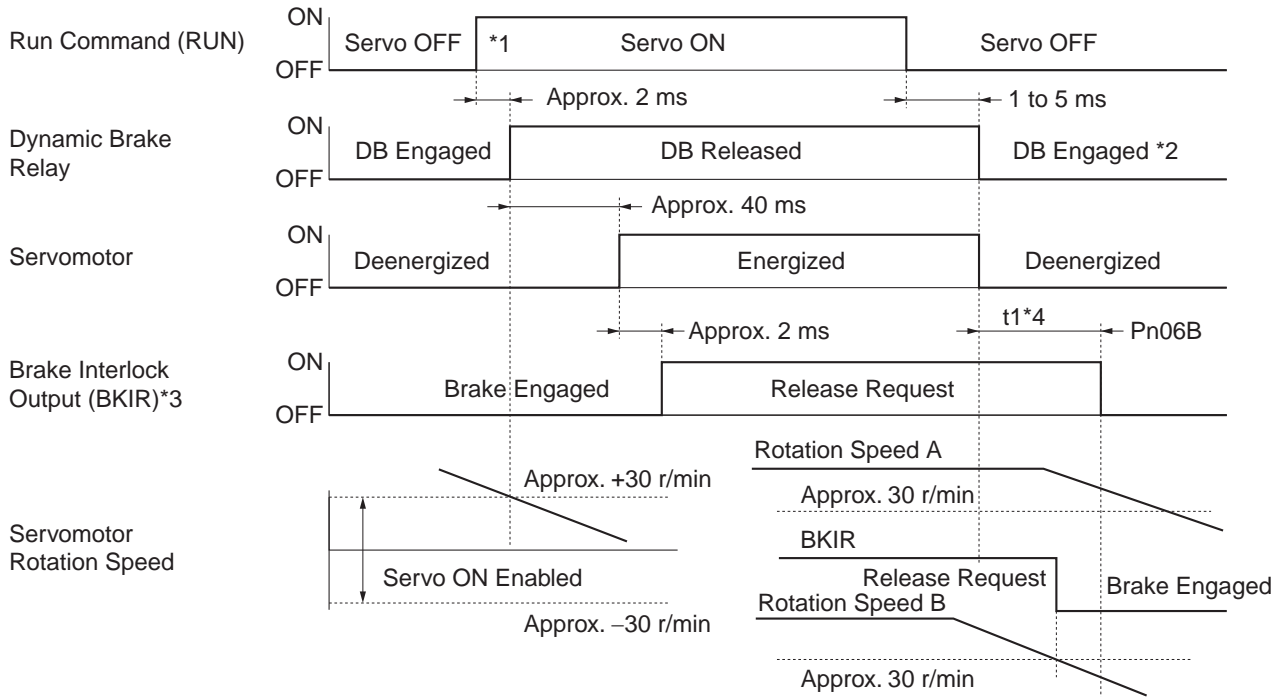 Run Command (RUN)
ON
OFF
Servo OFF
*1
Servo ON
Servo OFF
Approx. 2 ms
1 to 5 ms
Dynamic Brake
Relay
ON
OFF
DB Engaged
DB Released
DB Engaged *2
Approx. 40 ms
Servomotor
ON
OFF
Deenergized
Energized
Deenergized
Approx. 2 ms
t1*4
Pn06B
Brake Interlock
Output (BKIR)*3
ON
OFF
Brake Engaged
Release Request
Servomotor
Rotation Speed
Approx. +30 r/min
Servo ON Enabled
Approx. −30 r/min
Rotation Speed A
Approx. 30 r/min
BKIR
Release Request
Brake Engaged
Rotation Speed B
Approx. 30 r/min